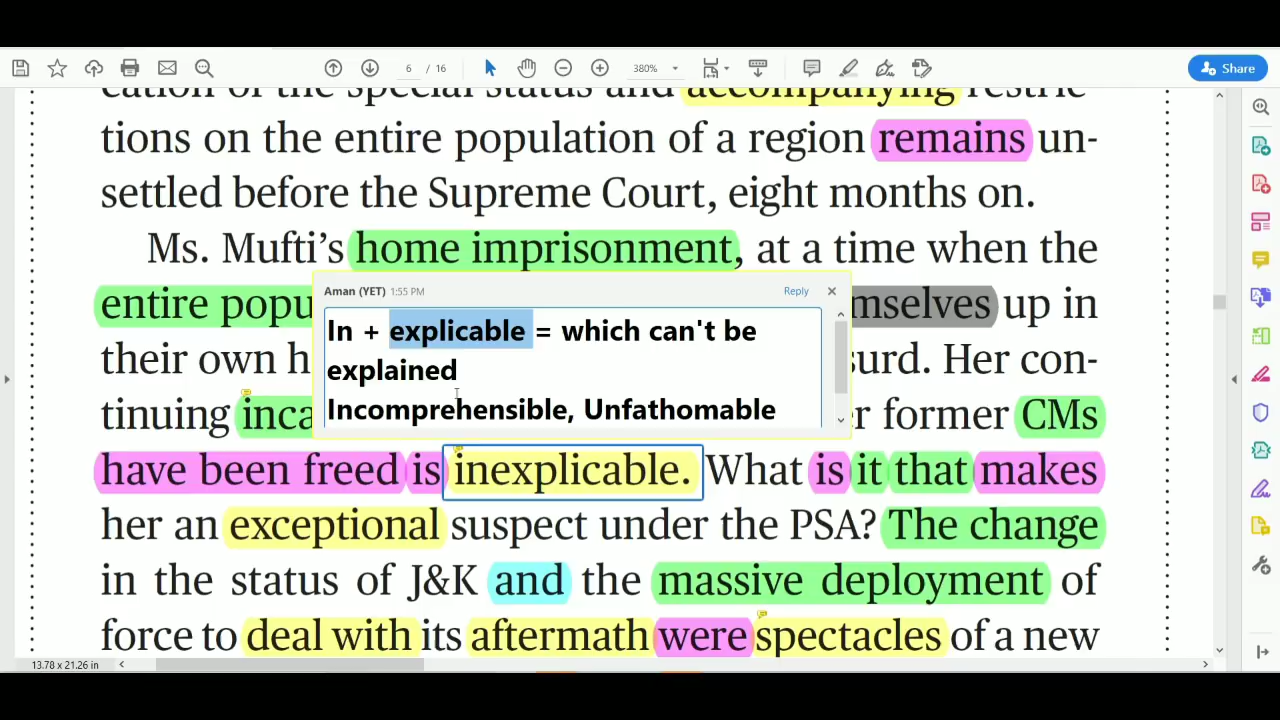 6 / 16
380%
Share
cation of the special status and accompanying restric-
tions on the entire population of a region remains un-
settled before the Supreme Court, eight months on.
Ms. Mufti's home imprisonment, at a time when the
entire popu
mselves up in
their own h
surd. Her con-
tinuing inca
r former CMs
Aman (YET) 1:55 PM
Reply
In + explicable = which can't be
explained
Incomprehensible, Unfathomable
have been freed is inexplicable. What is it that makes
her an exceptional suspect under the PSA? The change
in the status of J&K and the massive deployment of
force to deal with its aftermath were spectacles of a new
13.78 x 21.26 in